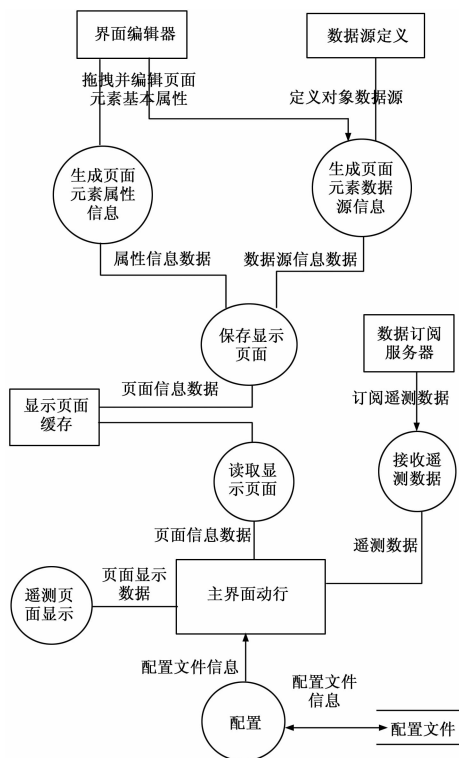 界面编辑器
数据源定义
拖拽并编辑页面
元素基本属性
定义对象数据源
生成页面
元素属性
信息
生成页面
元素数据
源信息
属性信息数据
数据源信息数据
保存显示
页面
数据订阅
服务器
页面信息数据
显示页面
缓存
订阅遥测数据
读取显
示页面
接收遥
测数据
页面信息数据
遥测数据
遥测页
面显示
页面显示
数据
主界面动行
配置文件信息
配置文件
信息
配置
配置文件